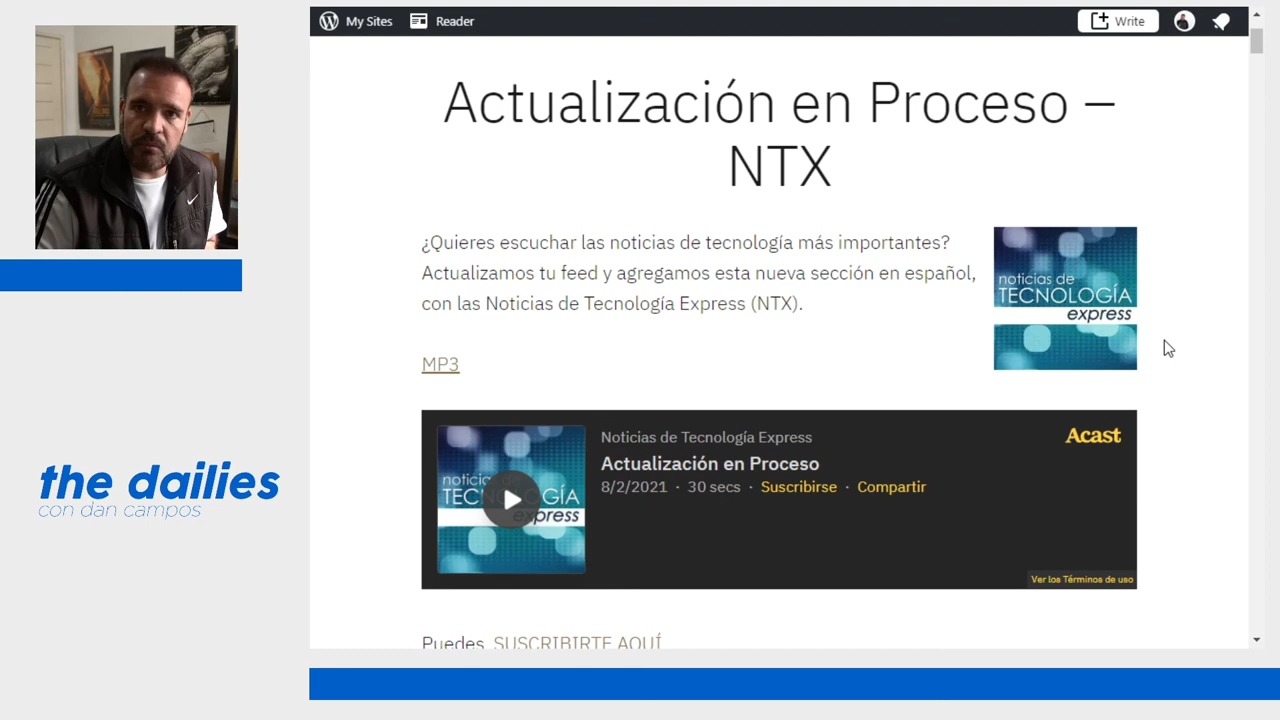 My Sites
Reader
Write
Actualización en Proceso –
NTX
¿Quieres escuchar las noticias de tecnología más importantes?
Actualizamos tu feed y agregamos esta nueva sección en español,
con las Noticias de Tecnología Express (NTX).
noticias de
TECNOLOGÍA
express
MP3
Noticias de Tecnología Express
Acast
Actualización en Proceso
8/2/2021 · 30 secs · Suscribirse · Compartir
Ver los Términos de uso
Puedes SUSCRIBIRTE AQUÍ
the dailies
con dan campos